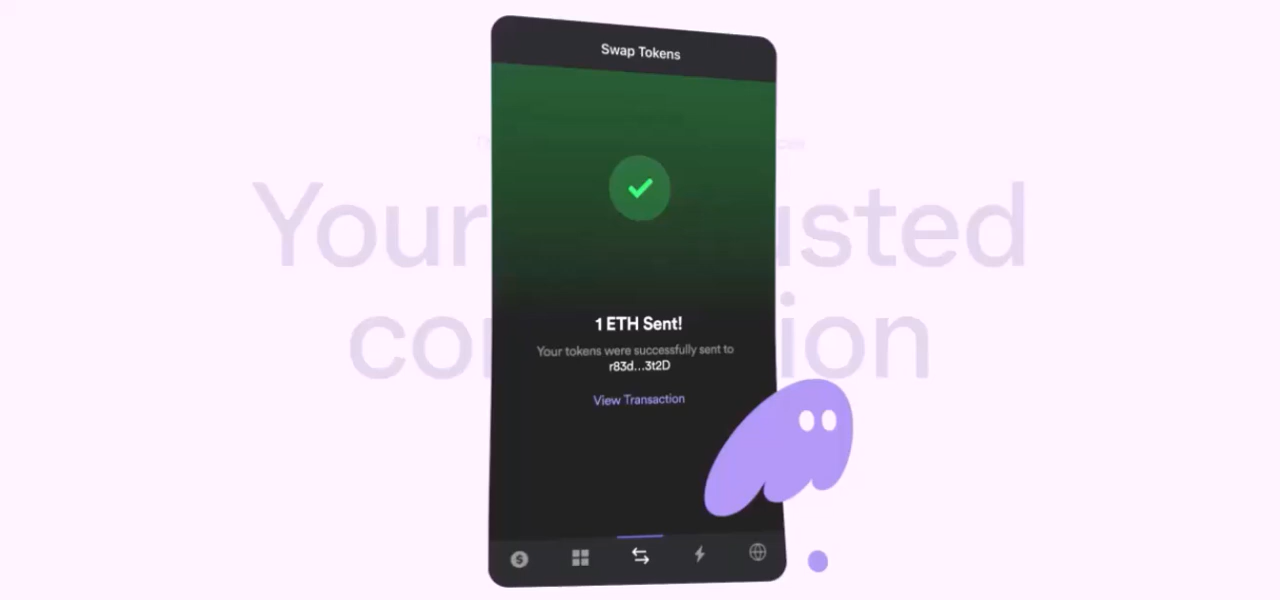 Swap Tokens
Your usted
co ion
1 ETH Sent!
Your tokens were successfully sent to
r83d...3t2D
View Transaction